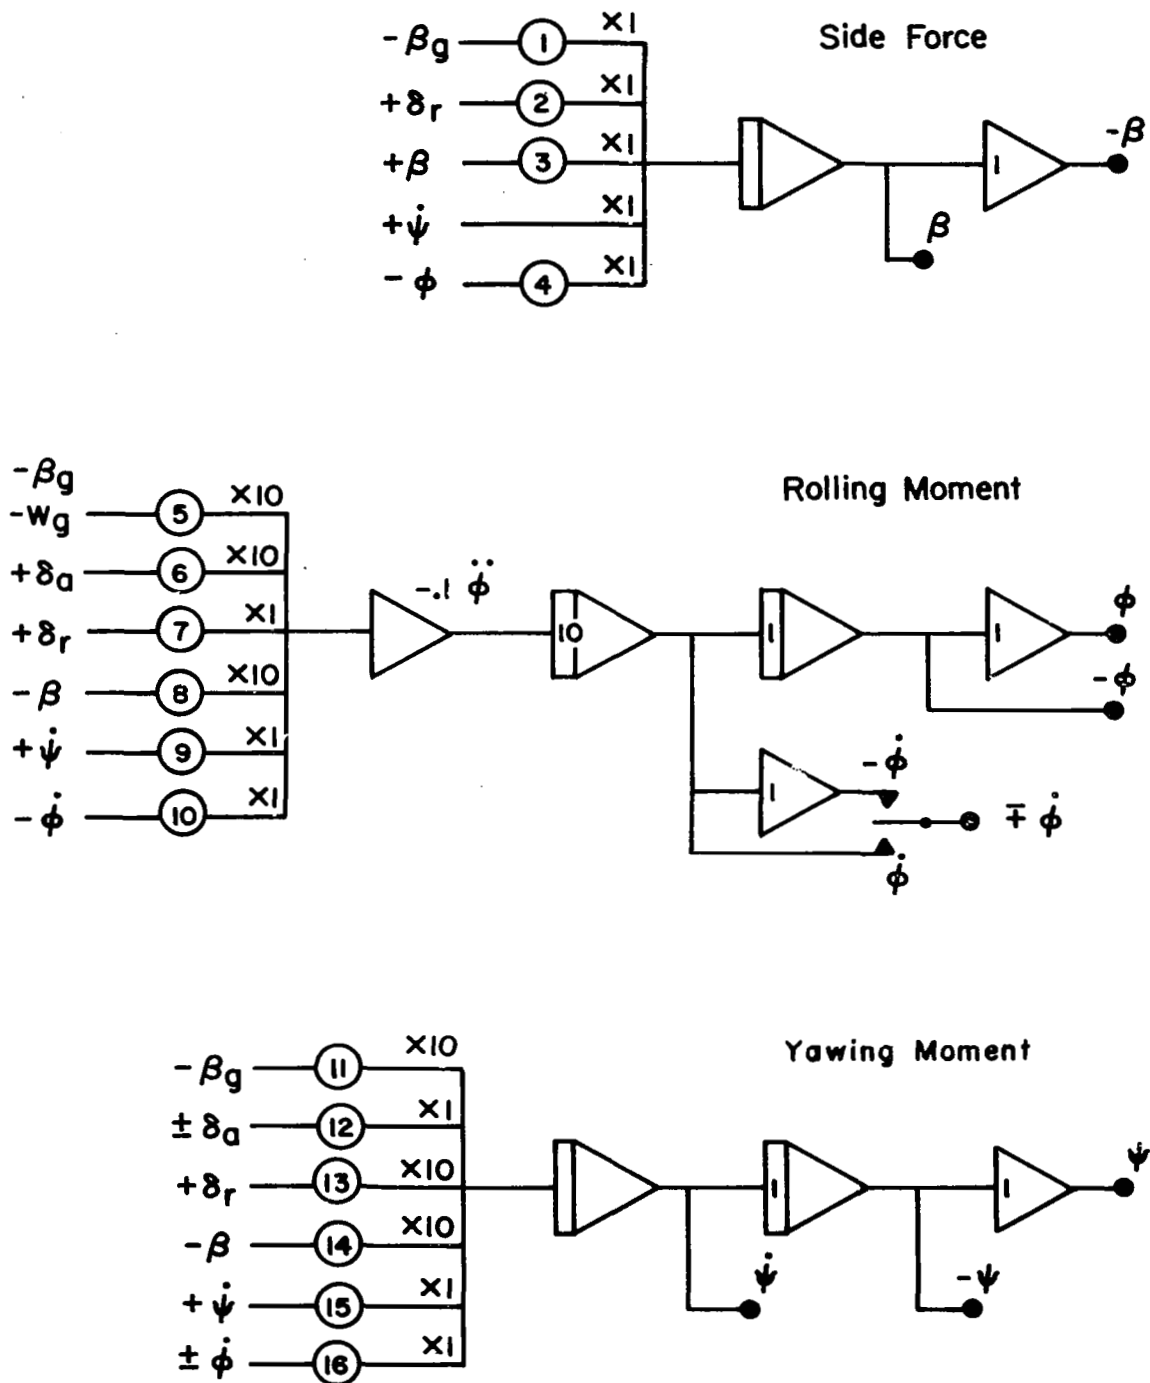 Side Force
-βg 1 ×1
+δr 2 ×1
+β 3 ×1
+ψ̇ ×1
-ϕ 4 ×1
1
-β
β
Rolling Moment
-βg
-wg 5 ×10
+δa 6 ×10
+δr 7 ×1
-β 8 ×10
+ψ̇ 9 ×1
-ϕ̇ 10 ×1
-.1 ϕ̈
10
1
1
ϕ
-ϕ
1
-ϕ̇
∓ ϕ̇
ϕ̇
Yawing Moment
-βg 11 ×10
±δa 12 ×1
+δr 13 ×10
-β 14 ×10
+ψ̇ 15 ×1
±ϕ̇ 16 ×1
1
1
ψ
ψ̇
-ψ